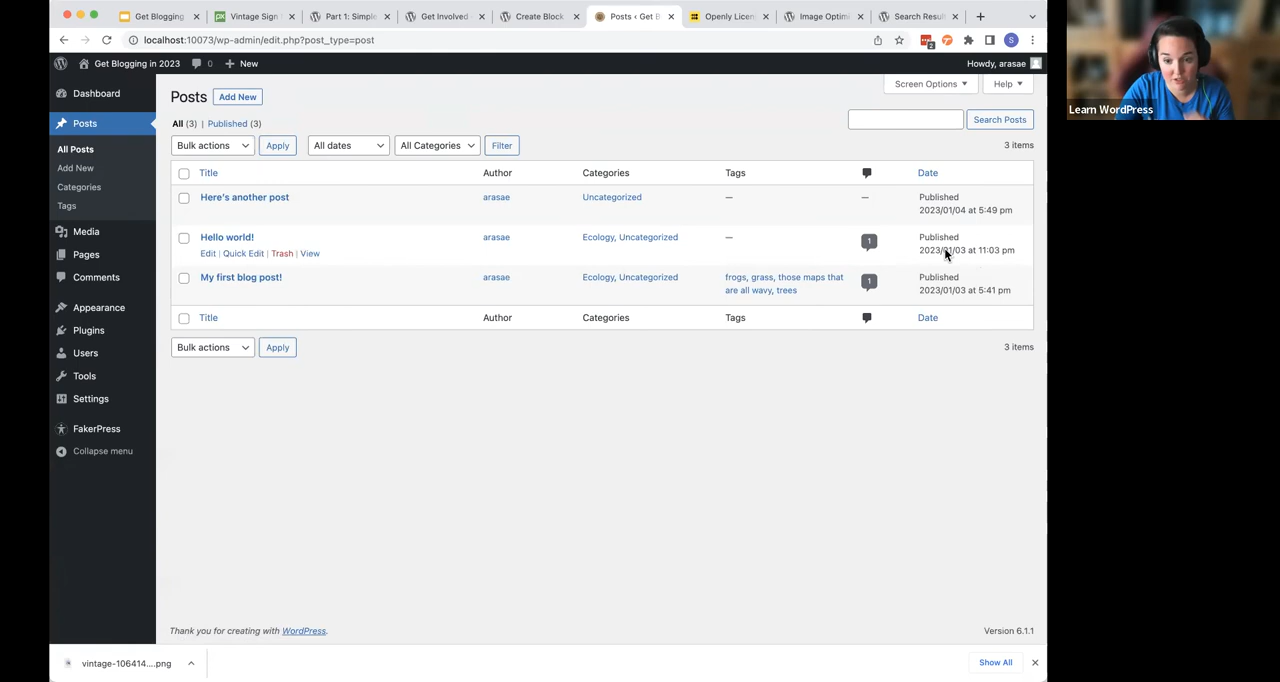 Get Blogging
Vintage Sign
Part 1: Simple
Get Involved
Create Block
Posts ‹ Get B
Openly Licen
Image Optimi
Search Resul
localhost:10073/wp-admin/edit.php?post_type=post
2
S
Get Blogging in 2023
0
New
Howdy, arasae
Learn WordPress
Dashboard
Posts
All Posts
Add New
Categories
Tags
Media
Pages
Comments
Appearance
Plugins
Users
Tools
Settings
FakerPress
Collapse menu
Screen Options
Help
Posts
Add New
All (3) | Published (3)
Search Posts
Bulk actions
Apply
All dates
All Categories
Filter
3 items
Title Author Categories Tags Date
Here's another post arasae Uncategorized — — Published
2023/01/04 at 5:49 pm
Hello world! arasae Ecology, Uncategorized — 1 Published
Edit | Quick Edit | Trash | View 2023/01/03 at 11:03 pm
My first blog post! arasae Ecology, Uncategorized frogs, grass, those maps that 1 Published
are all wavy, trees 2023/01/03 at 5:41 pm
Title Author Categories Tags Date
Bulk actions
Apply
3 items
Thank you for creating with WordPress.
Version 6.1.1
vintage-106414....png
Show All